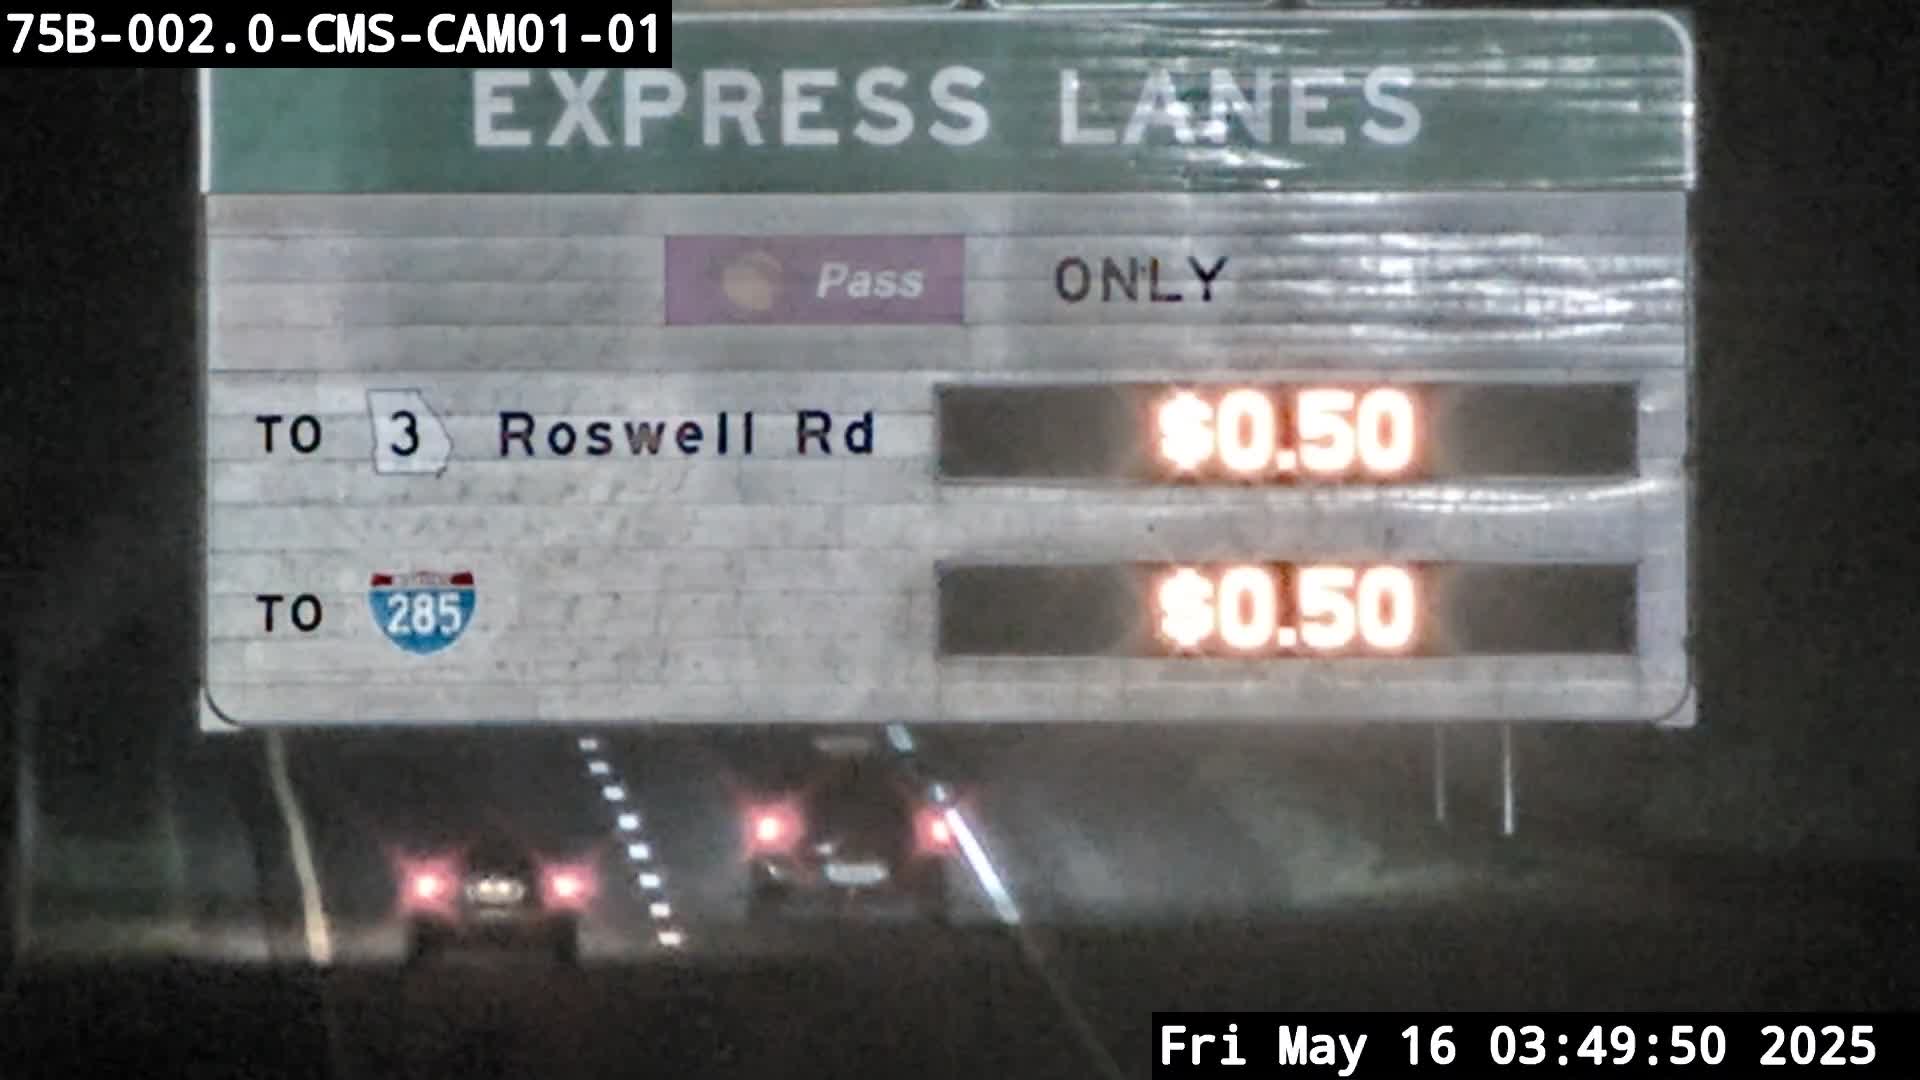 75B-002.0-CMS-CAM01-01
EXPRESS LANES
Pass ONLY
TO 3 Roswell Rd $0.50
TO 285 $0.50
Fri May 16 03:49:50 2025